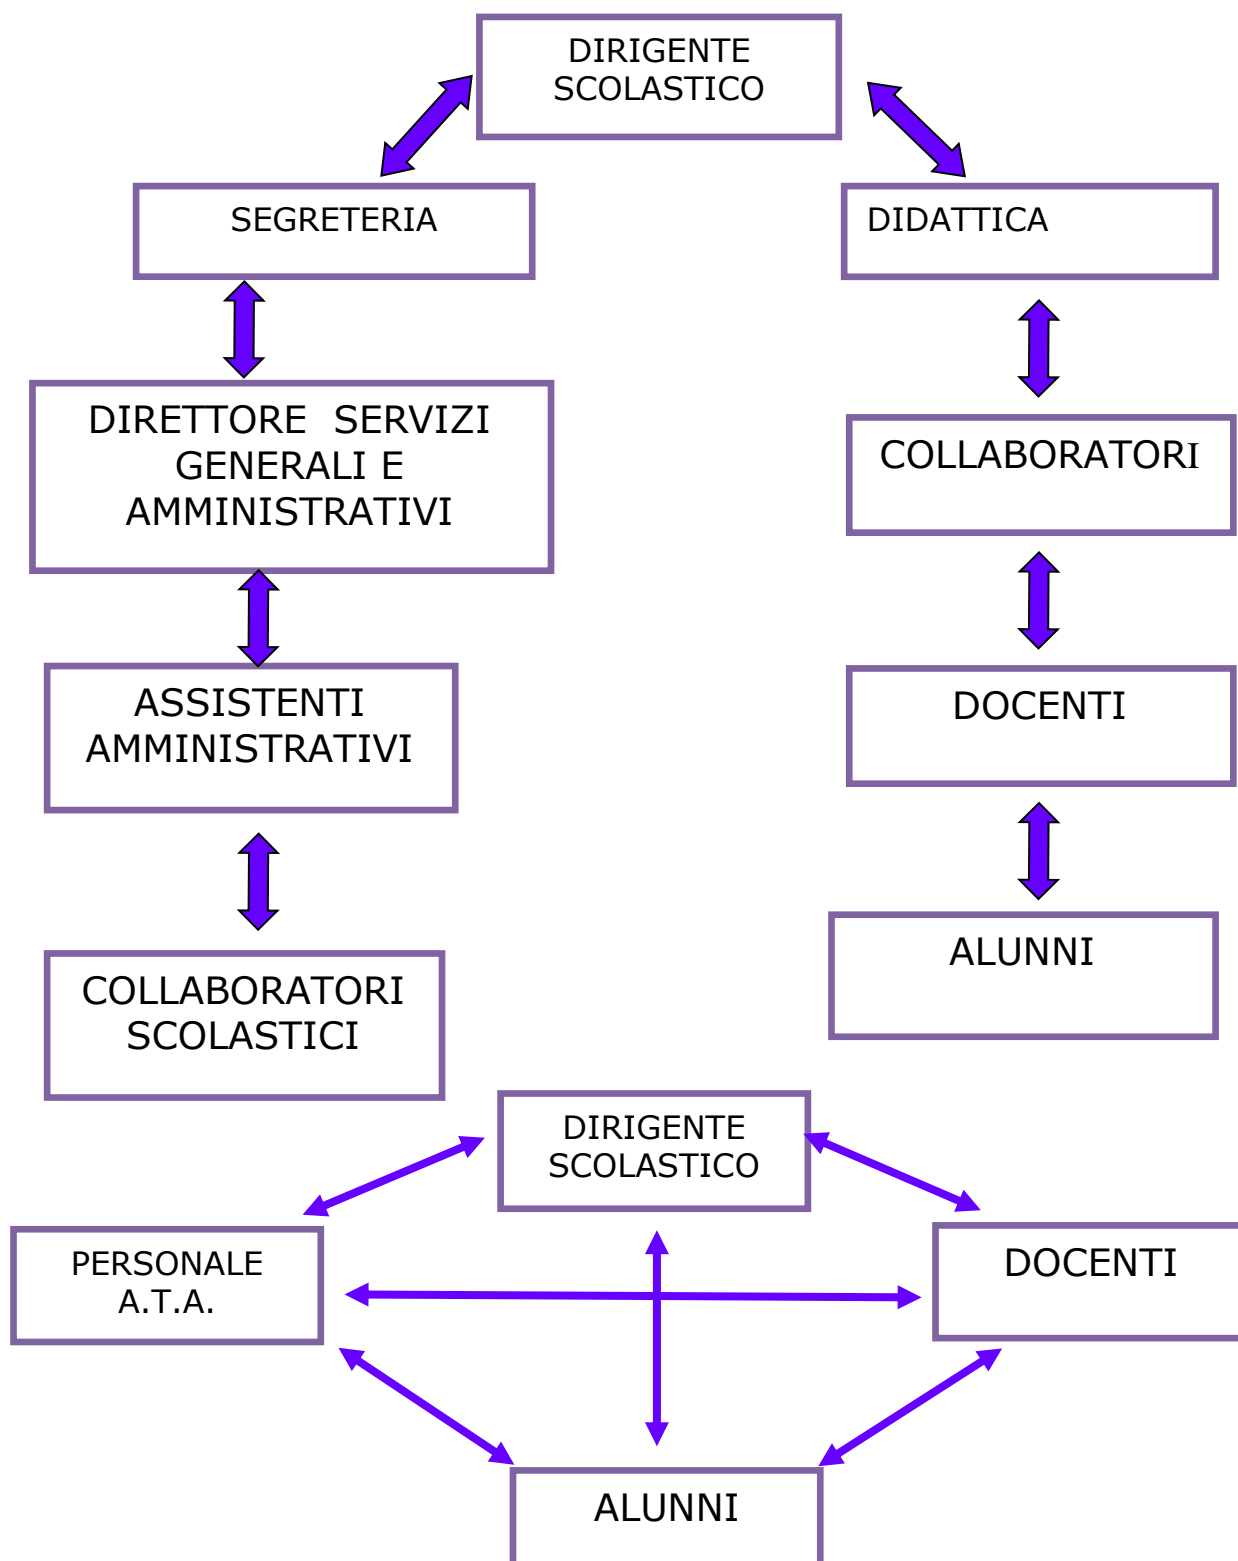 DIRIGENTE
SCOLASTICO
SEGRETERIA
DIDATTICA
DIRETTORE  SERVIZI
GENERALI E
AMMINISTRATIVI
COLLABORATORI
ASSISTENTI
AMMINISTRATIVI
DOCENTI
COLLABORATORI
SCOLASTICI
ALUNNI
DIRIGENTE
SCOLASTICO
PERSONALE
A.T.A.
DOCENTI
ALUNNI